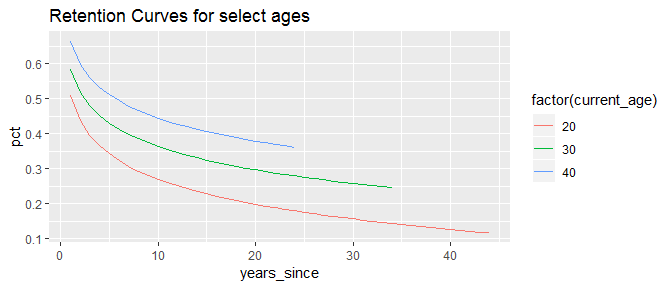 Retention Curves for select ages
pct
0.6
0.5
0.4
0.3
0.2
0.1
0 10 20 30 40
years_since
factor(current_age)
20
30
40